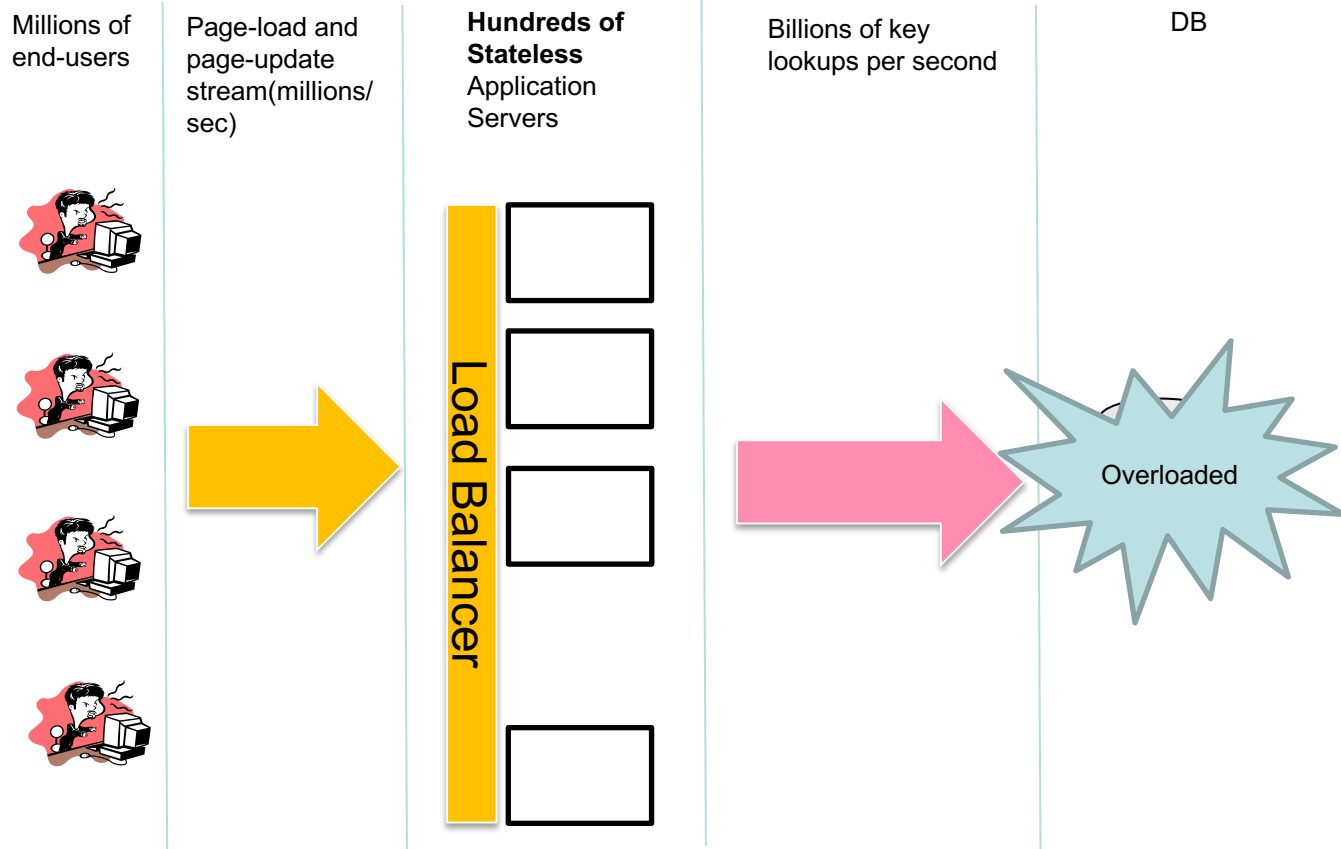 Millions of
end-users
Page-load and
page-update
stream(millions/
sec)
Hundreds of
Stateless
Application
Servers
Billions of key
lookups per second
DB
Load Balancer
Overloaded